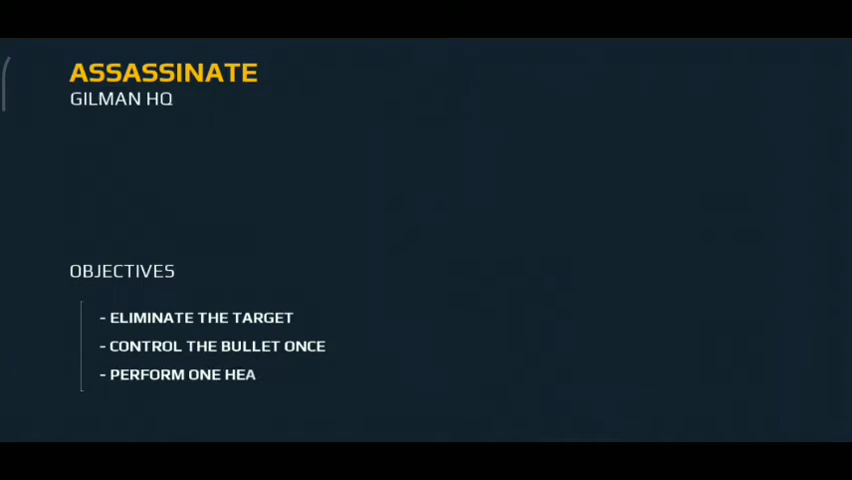 ASSASSINATE
GILMAN HQ
OBJECTIVES
- ELIMINATE THE TARGET
- CONTROL THE BULLET ONCE
- PERFORM ONE HEA